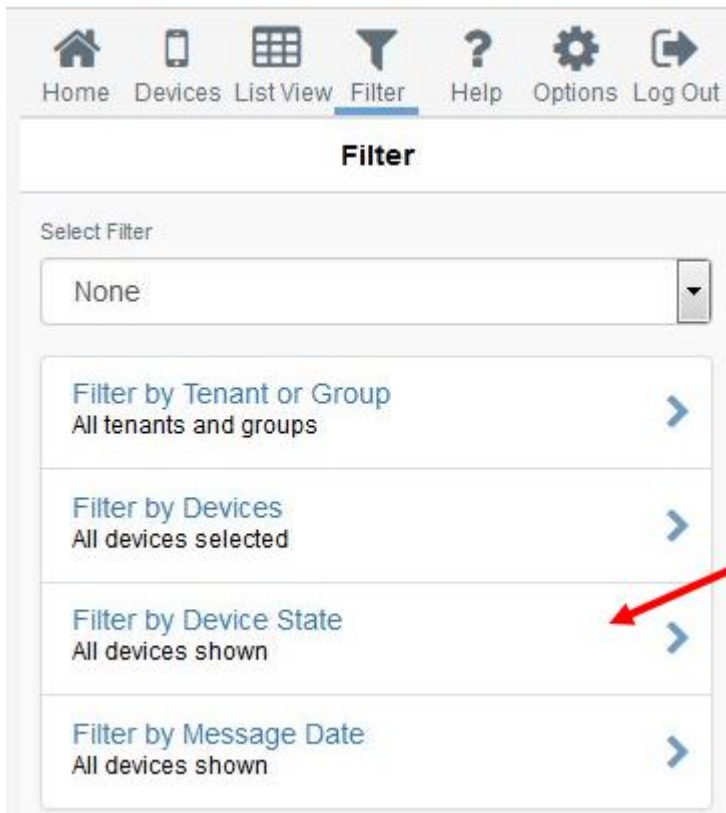 Home Devices List View Filter Help Options Log Out
Filter
Select Filter
None
Filter by Tenant or Group
All tenants and groups
Filter by Devices
All devices selected
Filter by Device State
All devices shown
Filter by Message Date
All devices shown